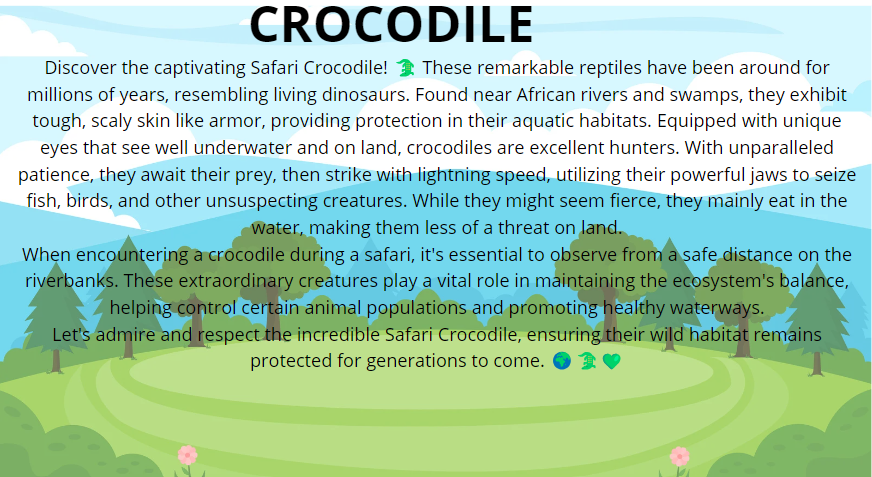 CROCODILE
Discover the captivating Safari Crocodile! 🐊 These remarkable reptiles have been around for
millions of years, resembling living dinosaurs. Found near African rivers and swamps, they exhibit
tough, scaly skin like armor, providing protection in their aquatic habitats. Equipped with unique
eyes that see well underwater and on land, crocodiles are excellent hunters. With unparalleled
patience, they await their prey, then strike with lightning speed, utilizing their powerful jaws to seize
fish, birds, and other unsuspecting creatures. While they might seem fierce, they mainly eat in the
water, making them less of a threat on land.
When encountering a crocodile during a safari, it's essential to observe from a safe distance on the
riverbanks. These extraordinary creatures play a vital role in maintaining the ecosystem's balance,
helping control certain animal populations and promoting healthy waterways.
Let's admire and respect the incredible Safari Crocodile, ensuring their wild habitat remains
protected for generations to come. 🌍 🐊 💚